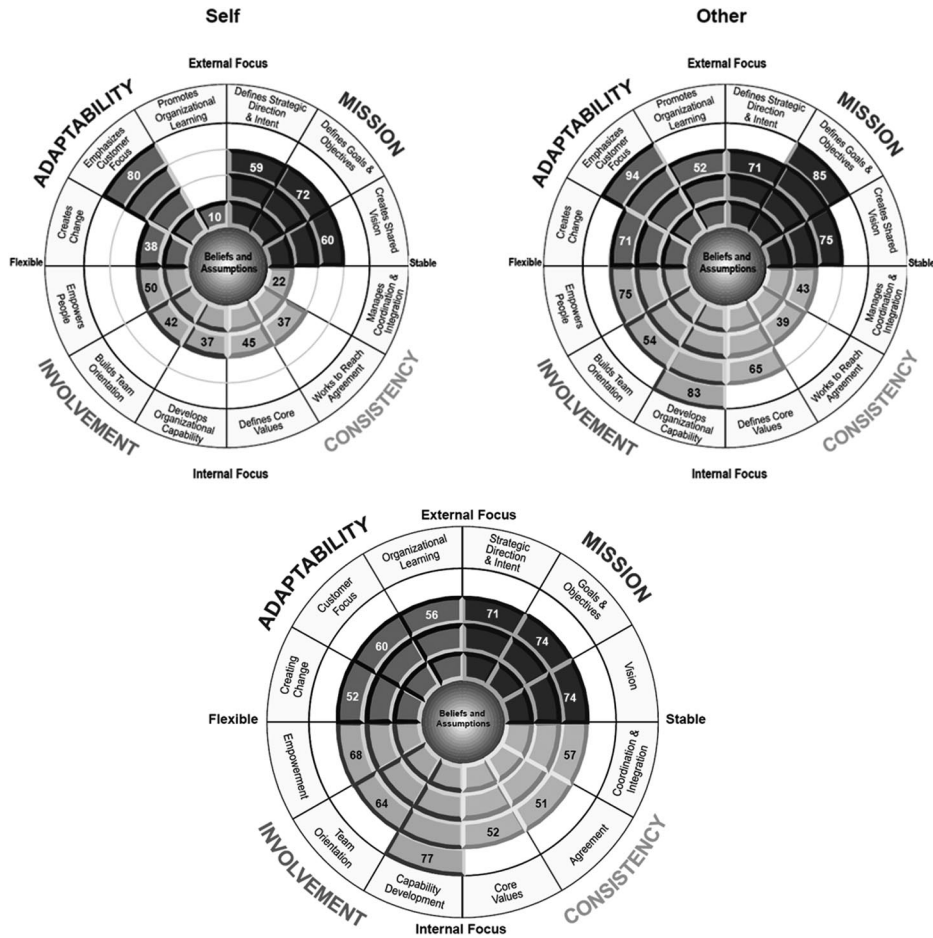 Self
External Focus
ADAPTABILITY
MISSION
Promotes
Organizational
Learning
Defines Strategic
Direction
& Intent
Emphasizes
Customer
Focus
Defines Goals &
Objectives
Creates
Change
Creates Shared
Vision
80
10
59
72
60
38
Flexible
Stable
Beliefs and
Assumptions
50
42
37
45
37
22
Empowers
People
Manages
Coordination &
Integration
Builds Team
Orientation
Works to Reach
Agreement
Develops
Organizational
Capability
Defines Core
Values
INVOLVEMENT
CONSISTENCY
Internal Focus
Other
External Focus
ADAPTABILITY
MISSION
Promotes
Organizational
Learning
Defines Strategic
Direction
& Intent
Emphasizes
Customer
Focus
Defines Goals &
Objectives
Creates
Change
Creates Shared
Vision
94
52
71
85
75
71
Flexible
Stable
Beliefs and
Assumptions
75
54
83
65
39
43
Empowers
People
Manages
Coordination &
Integration
Builds Team
Orientation
Works to Reach
Agreement
Develops
Organizational
Capability
Defines Core
Values
INVOLVEMENT
CONSISTENCY
Internal Focus
External Focus
ADAPTABILITY
MISSION
Organizational
Learning
Strategic
Direction
& Intent
Customer
Focus
Goals &
Objectives
Creating
Change
Vision
60
56
71
74
74
52
Flexible
Stable
Beliefs and
Assumptions
68
64
77
52
51
57
Empowerment
Coordination &
Integration
Team
Orientation
Agreement
Capability
Development
Core
Values
INVOLVEMENT
CONSISTENCY
Internal Focus